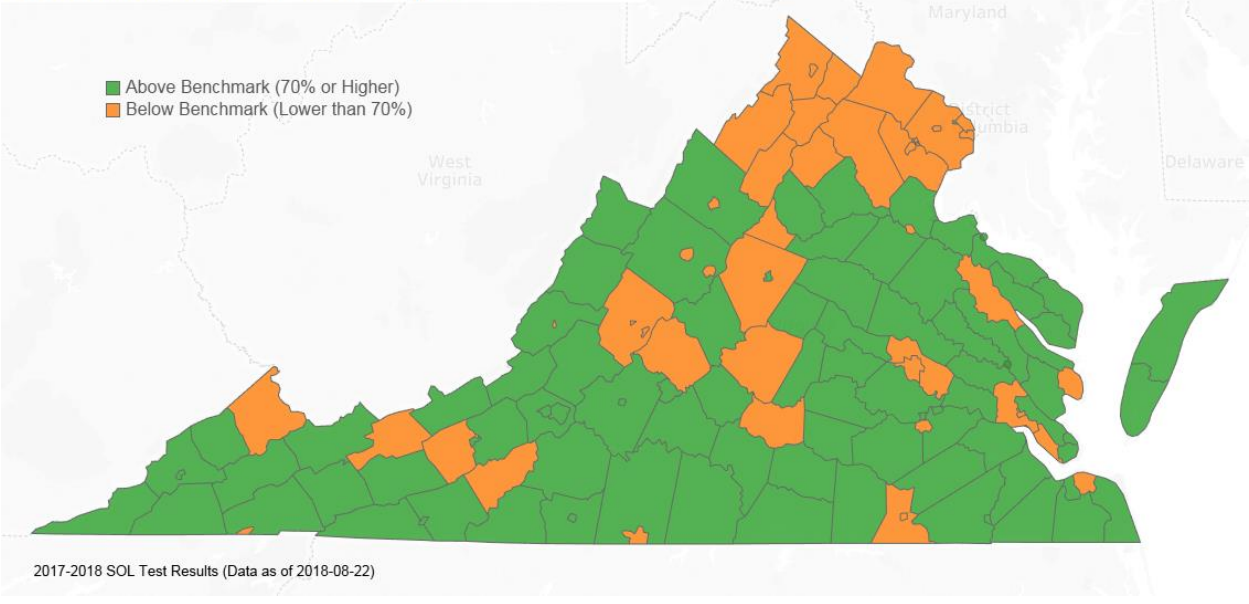 Maryland
Above Benchmark (70% or Higher)
Below Benchmark (Lower than 70%)
District
West
Virginia
Delaware
2017-2018 SOL Test Results (Data as of 2018-08-22)